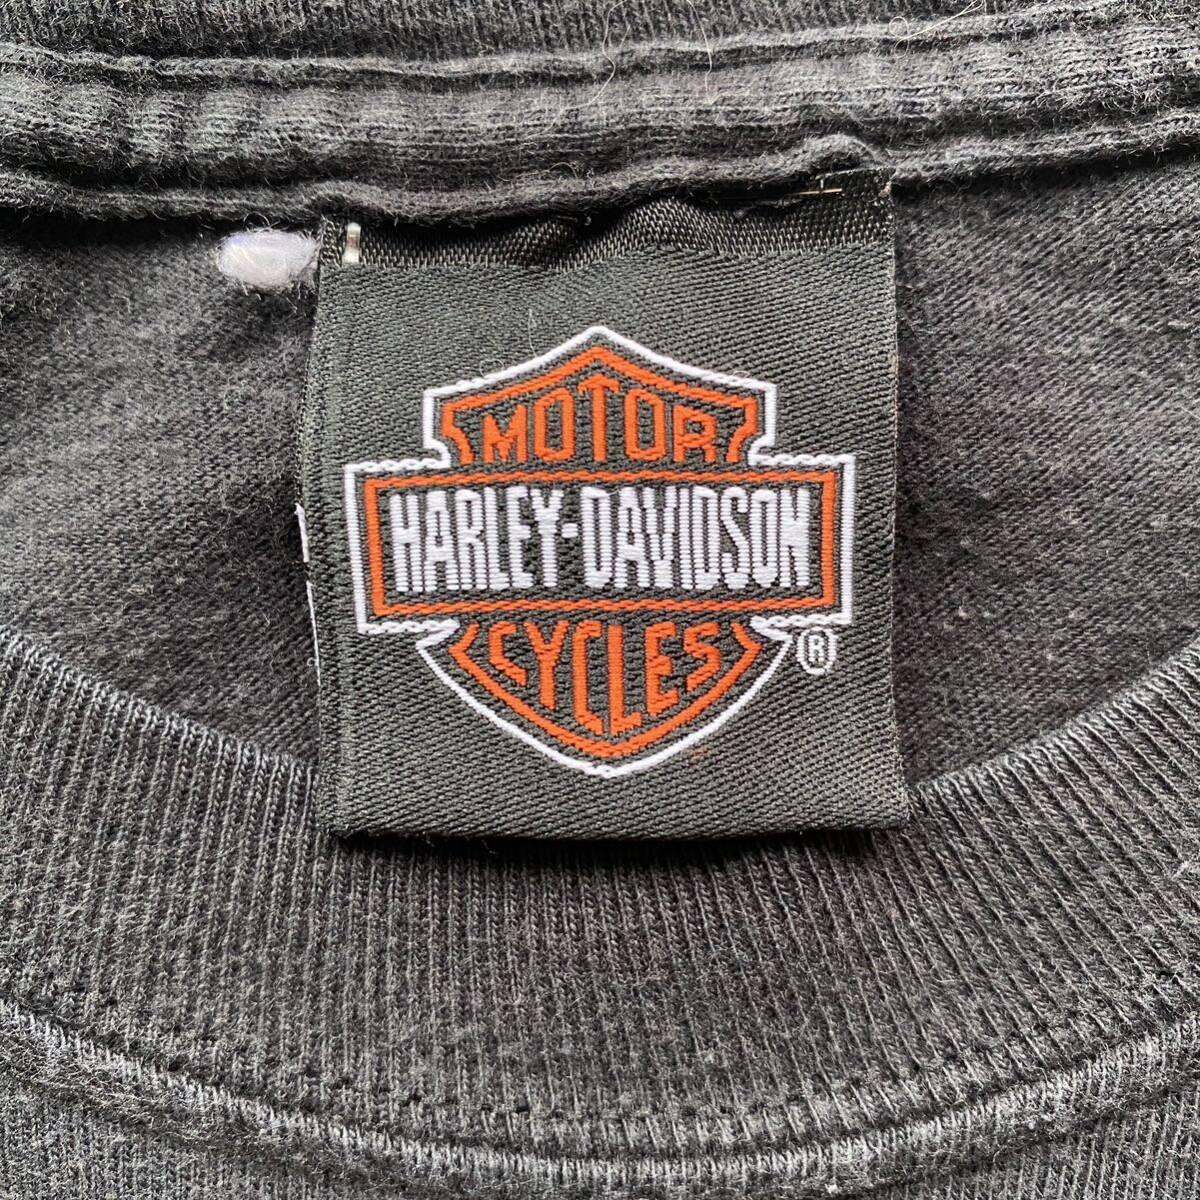 MOTOR
HARLEY-DAVIDSON
CYCLES
®